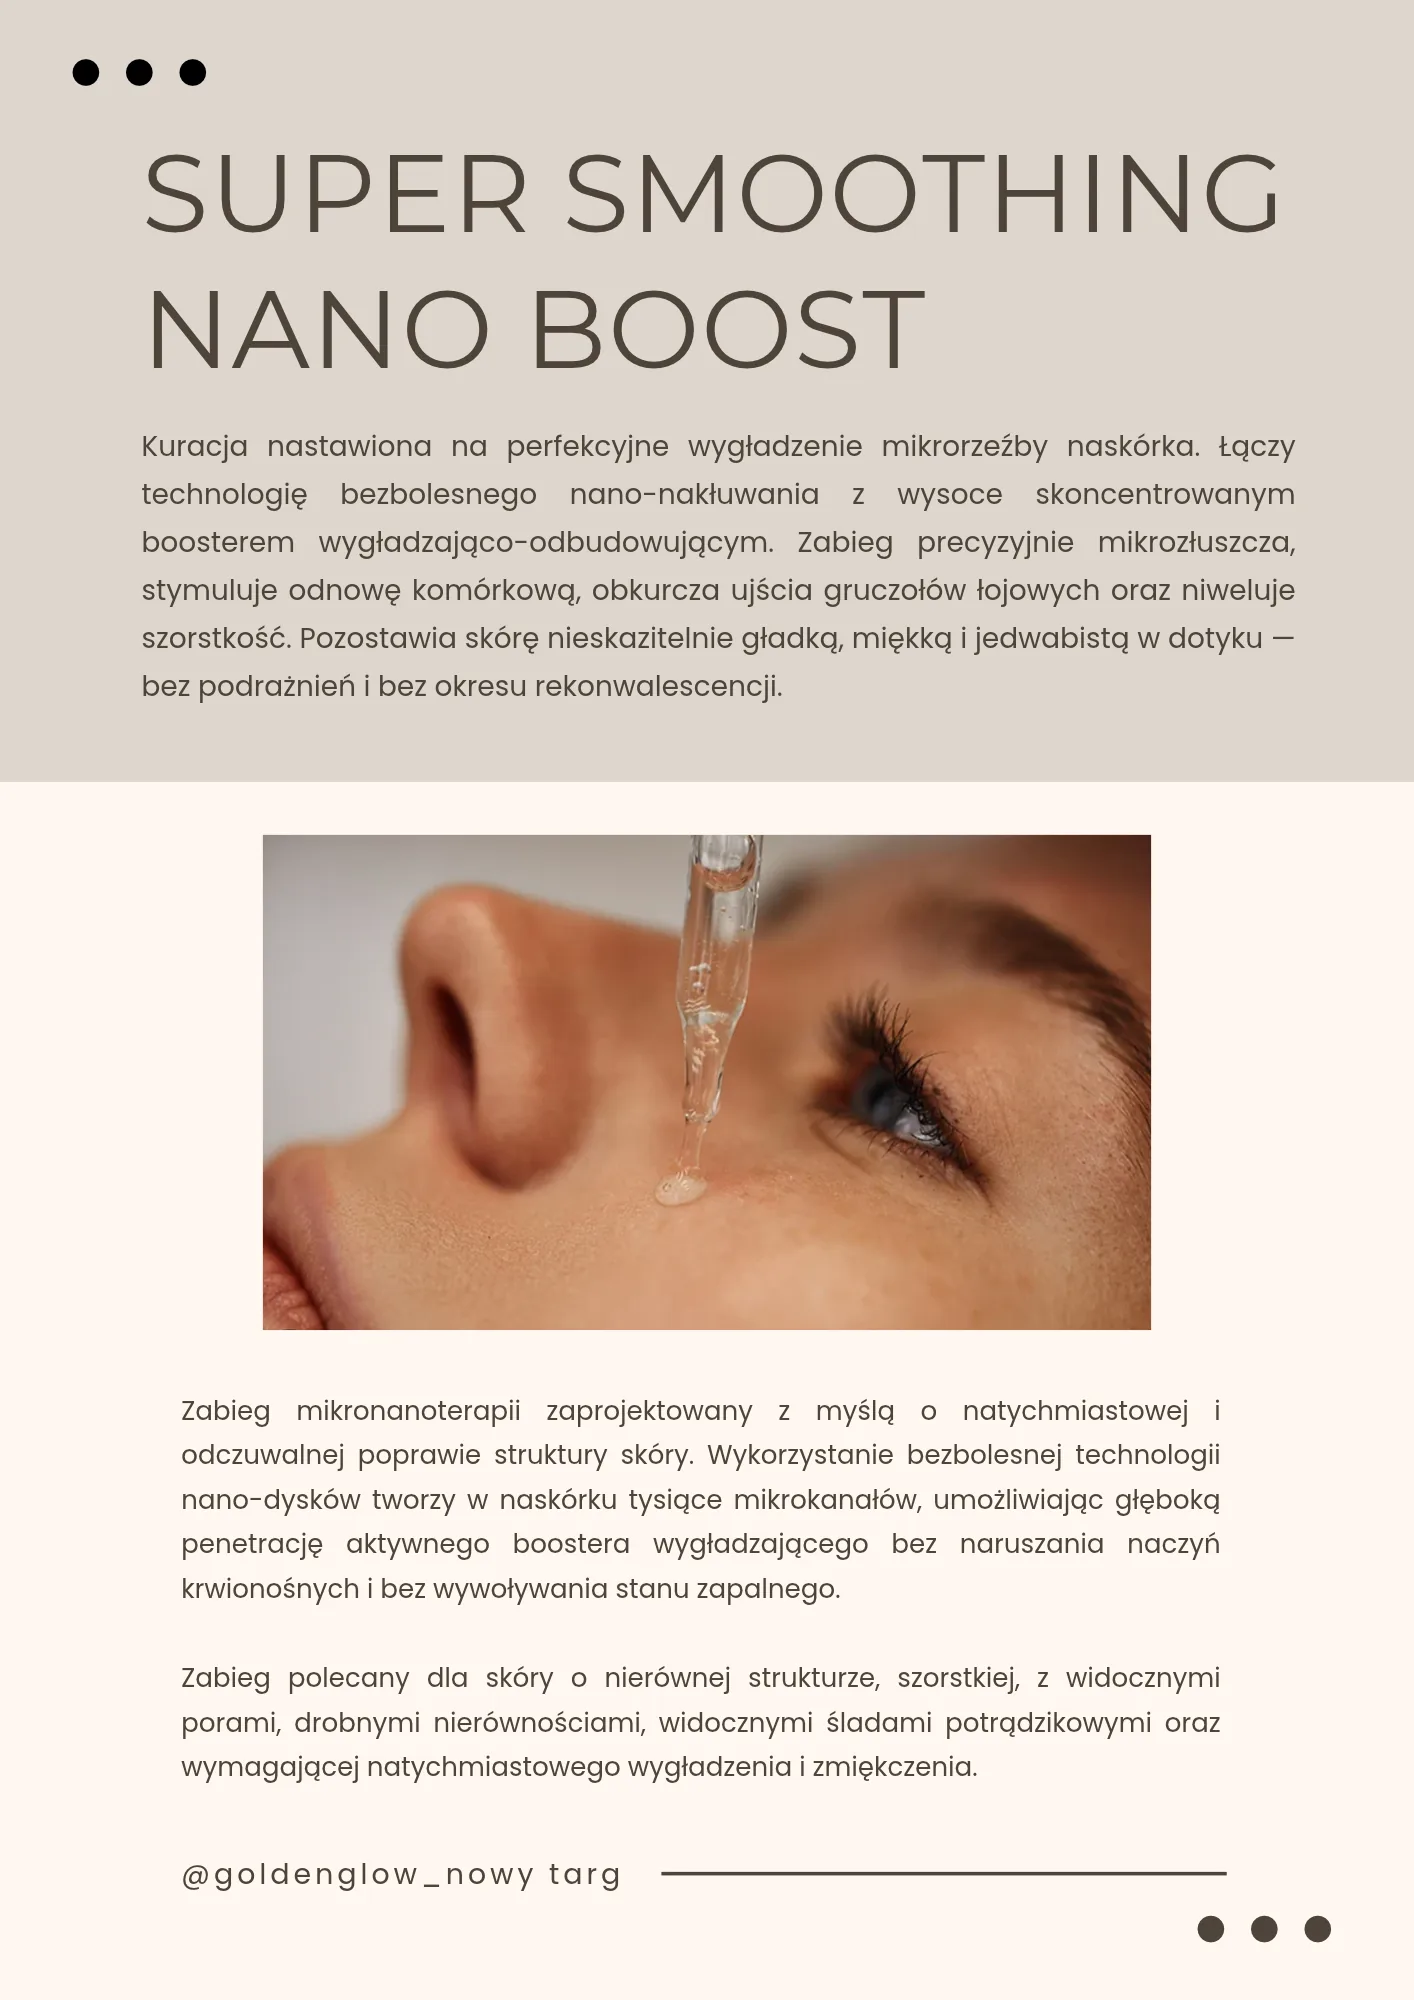 SUPER SMOOTHING
NANO BOOST
Kuracja nastawiona na perfekcyjne wygładzenie mikrorzeźby naskórka. Łączy
technologię bezbolesnego nano-nakłuwania z wysoce skoncentrowanym
boosterem wygładzająco-odbudowującym. Zabieg precyzyjnie mikrozłuszcza,
stymuluje odnowę komórkową, obkurcza ujścia gruczołów łojowych oraz niweluje
szorstkość. Pozostawia skórę nieskazitelnie gładką, miękką i jedwabistą w dotyku —
bez podrażnień i bez okresu rekonwalescencji.
Zabieg mikronanoterapii zaprojektowany z myślą o natychmiastowej i
odczuwalnej poprawie struktury skóry. Wykorzystanie bezbolesnej technologii
nano-dysków tworzy w naskórku tysiące mikrokanałów, umożliwiając głęboką
penetrację aktywnego boostera wygładzającego bez naruszania naczyń
krwionośnych i bez wywoływania stanu zapalnego.
Zabieg polecany dla skóry o nierównej strukturze, szorstkiej, z widocznymi
porami, drobnymi nierównościami, widocznymi śladami potrądzikowymi oraz
wymagającej natychmiastowego wygładzenia i zmiękczenia.
@goldenglow_nowy targ